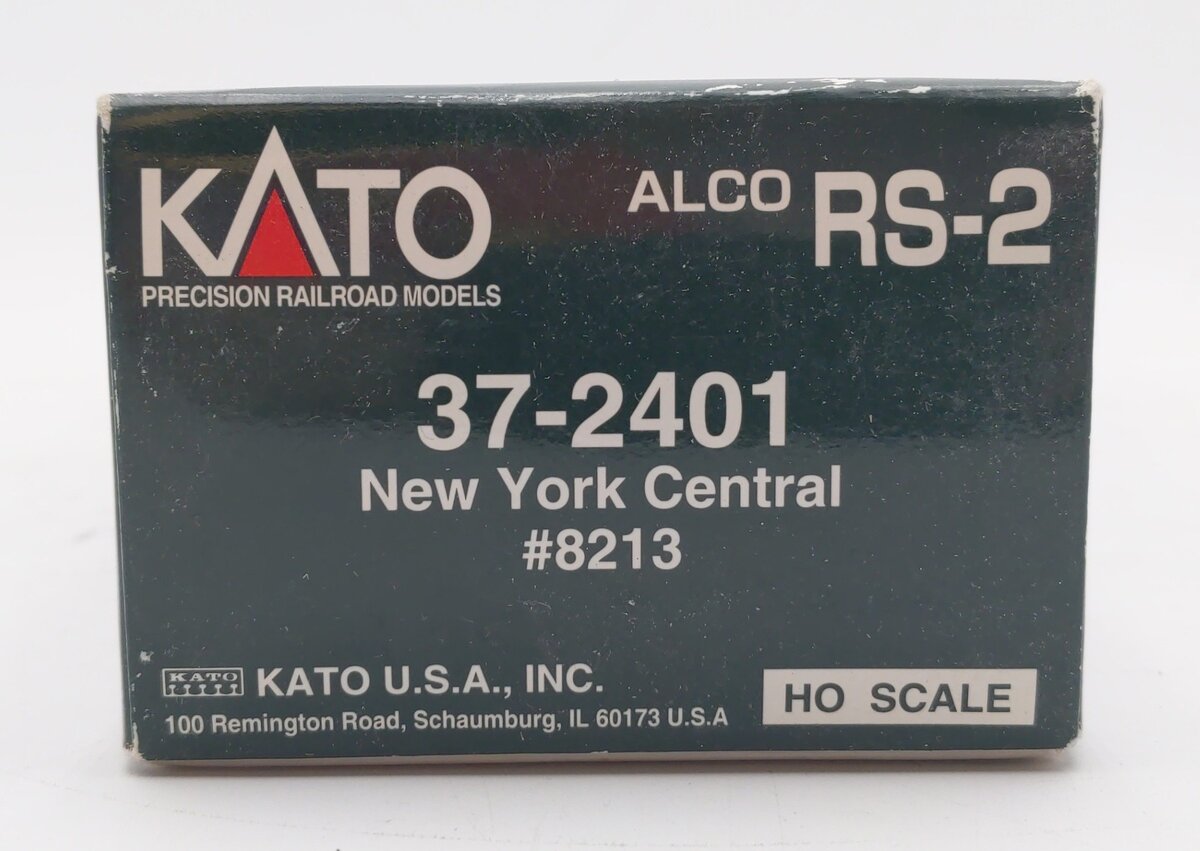 KATO
PRECISION RAILROAD MODELS
ALCO RS-2
37-2401
New York Central
#8213
KATO
KATO U.S.A., INC.
100 Remington Road, Schaumburg, IL 60173 U.S.A
HO SCALE